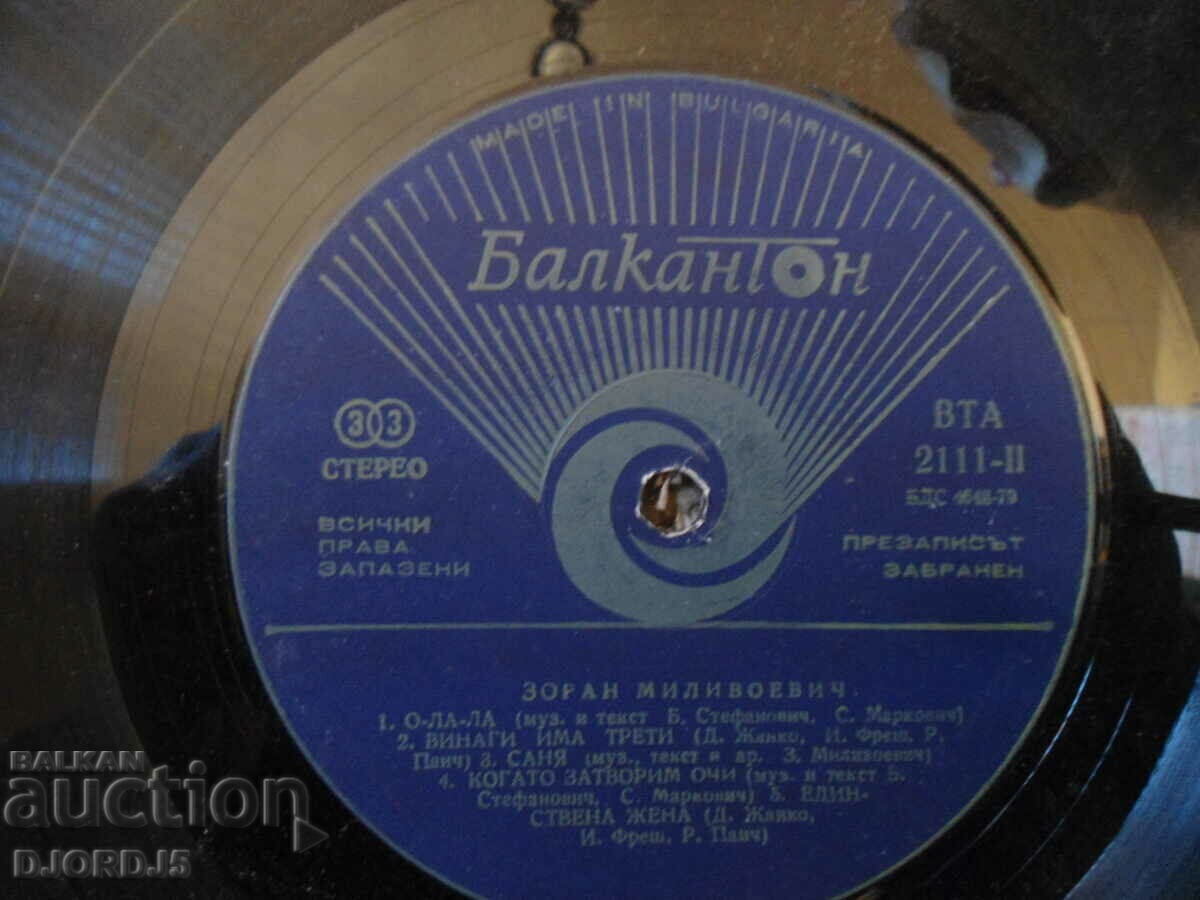 MADE IN BULGARIA
Балкантон
33
СТЕРЕО
ВСИЧКИ
ПРАВА
ЗАПАЗЕНИ
ВТА
2111-II
БДС 4648-79
ПРЕЗАПИСЪТ
ЗАБРАНЕН
ЗОРАН МИЛИВОЕВИЧ
1. О-ЛА-ЛА (муз. и текст Б. Стефанович, С. Маркович)
2. ВИНАГИ ИМА ТРЕТИ (Д. Жанко, И. Фреш, Р.
Паич) 3. САНЯ (муз., текст и ар. З. Миливоевич)
4. КОГАТО ЗАТВОРИМ ОЧИ (муз. и текст Б.
Стефанович, С. Маркович) 5. ЕДИН-
СТВЕНА ЖЕНА (Д. Жанко,
И. Фреш, Р. Паич)
BALKAN
auction
DJORDJ5